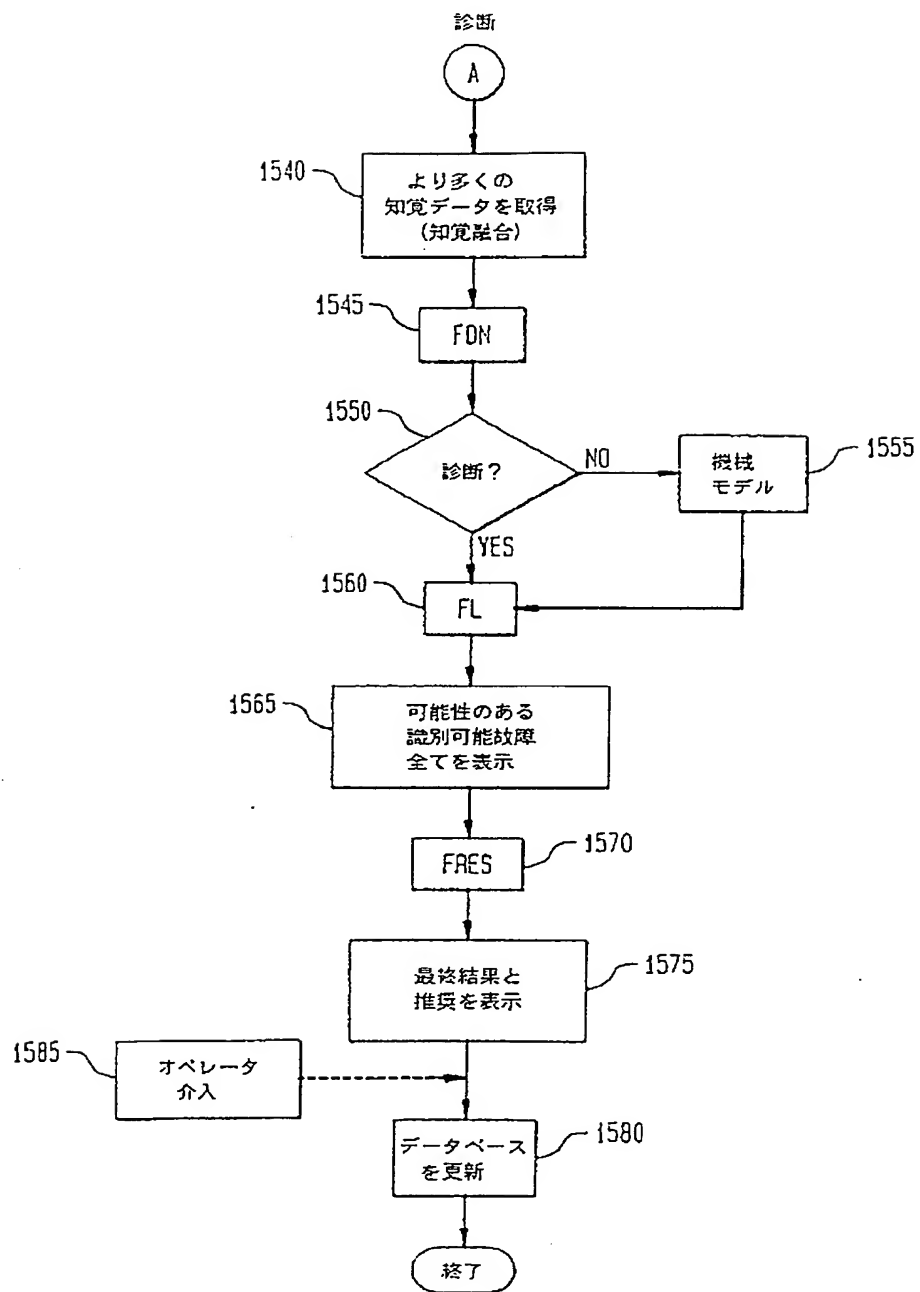 診断
A
1540
より多くの
知覚データを取得
(知覚融合)
1545
FDN
1550
診断?
NO
機械
モデル
1555
YES
1560
FL
1565
可能性のある
識別可能故障
全てを表示
FRES
1570
最終結果と
推奨を表示
1575
1585
オペレータ
介入
データベース
を更新
1580
終了